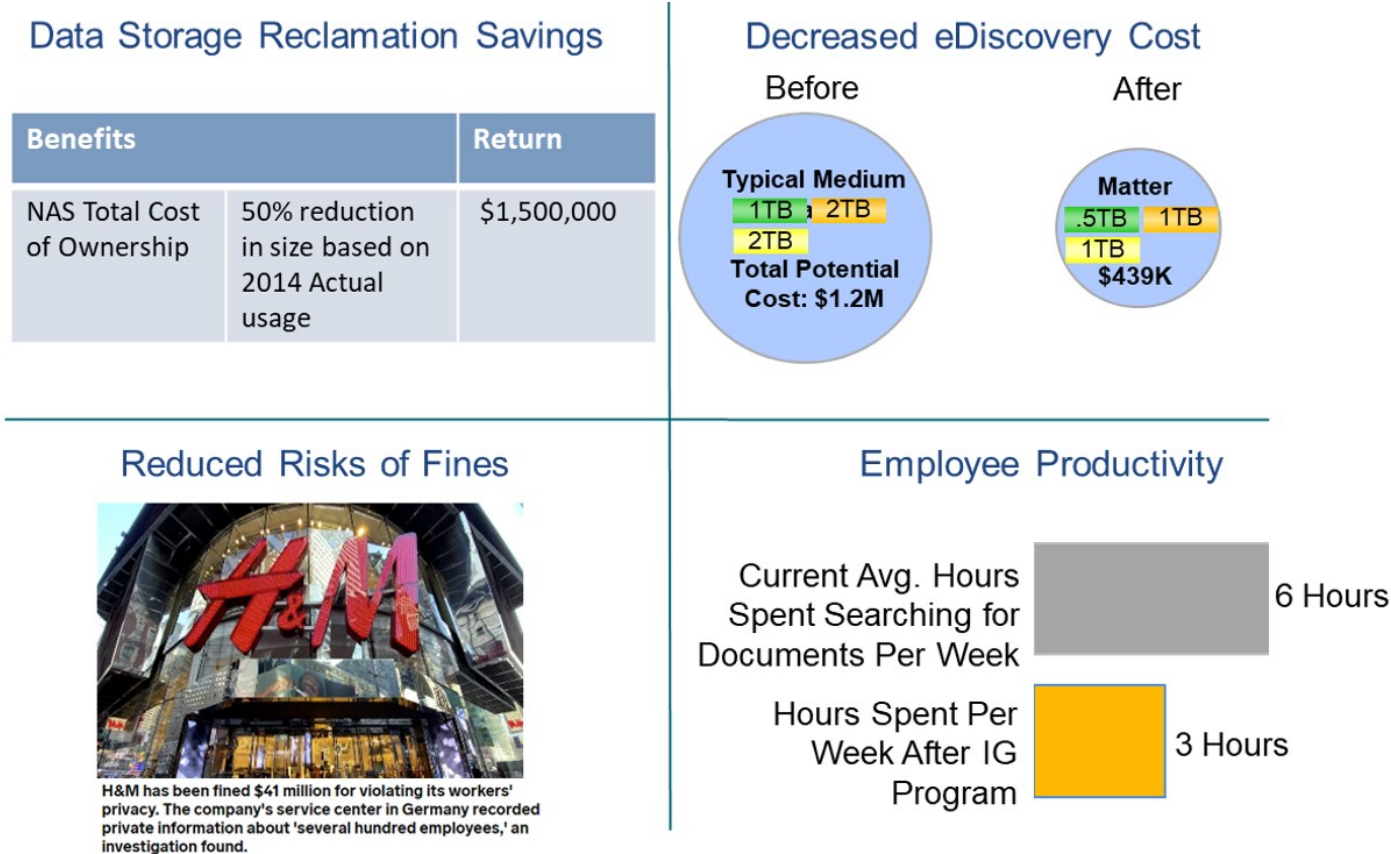 Data Storage Reclamation Savings
Benefits
Return
NAS Total Cost
of Ownership
50% reduction
in size based on
2014 Actual
usage
$1,500,000
Decreased eDiscovery Cost
Before
After
Typical Medium
1TB
2TB
2TB
Total Potential
Cost: $1.2M
Matter
.5TB
1TB
1TB
$439K
Reduced Risks of Fines
H&M
H&M has been fined $41 million for violating its workers'
privacy. The company's service center in Germany recorded
private information about 'several hundred employees,' an
investigation found.
Employee Productivity
Current Avg. Hours
Spent Searching for
Documents Per Week
6 Hours
Hours Spent Per
Week After IG
Program
3 Hours